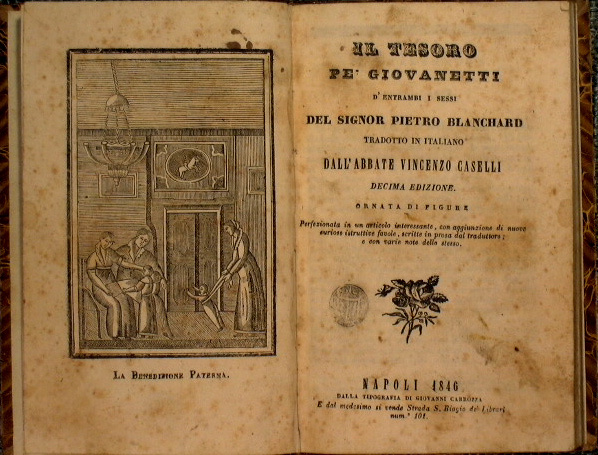 La Benedizione Paterna.
IL TESORO
PE' GIOVANETTI
D'ENTRAMBI I SESSI
DEL SIGNOR PIETRO BLANCHARD
TRADOTTO IN ITALIANO
DALL'ABBATE VINCENZO CASELLI
DECIMA EDIZIONE.
ORNATA DI FIGURE
Perfezionata in un articolo interessante, con aggiunzione di nuove
curiose istruttive favole, scritte in prosa dal traduttore;
e con varie note dello stesso.
NAPOLI 1846
DALLA TIPOGRAFIA DI GIOVANNI CARROZZA
E dal medesimo si vende Strada S. Biagio de' Librari
num.° 101.